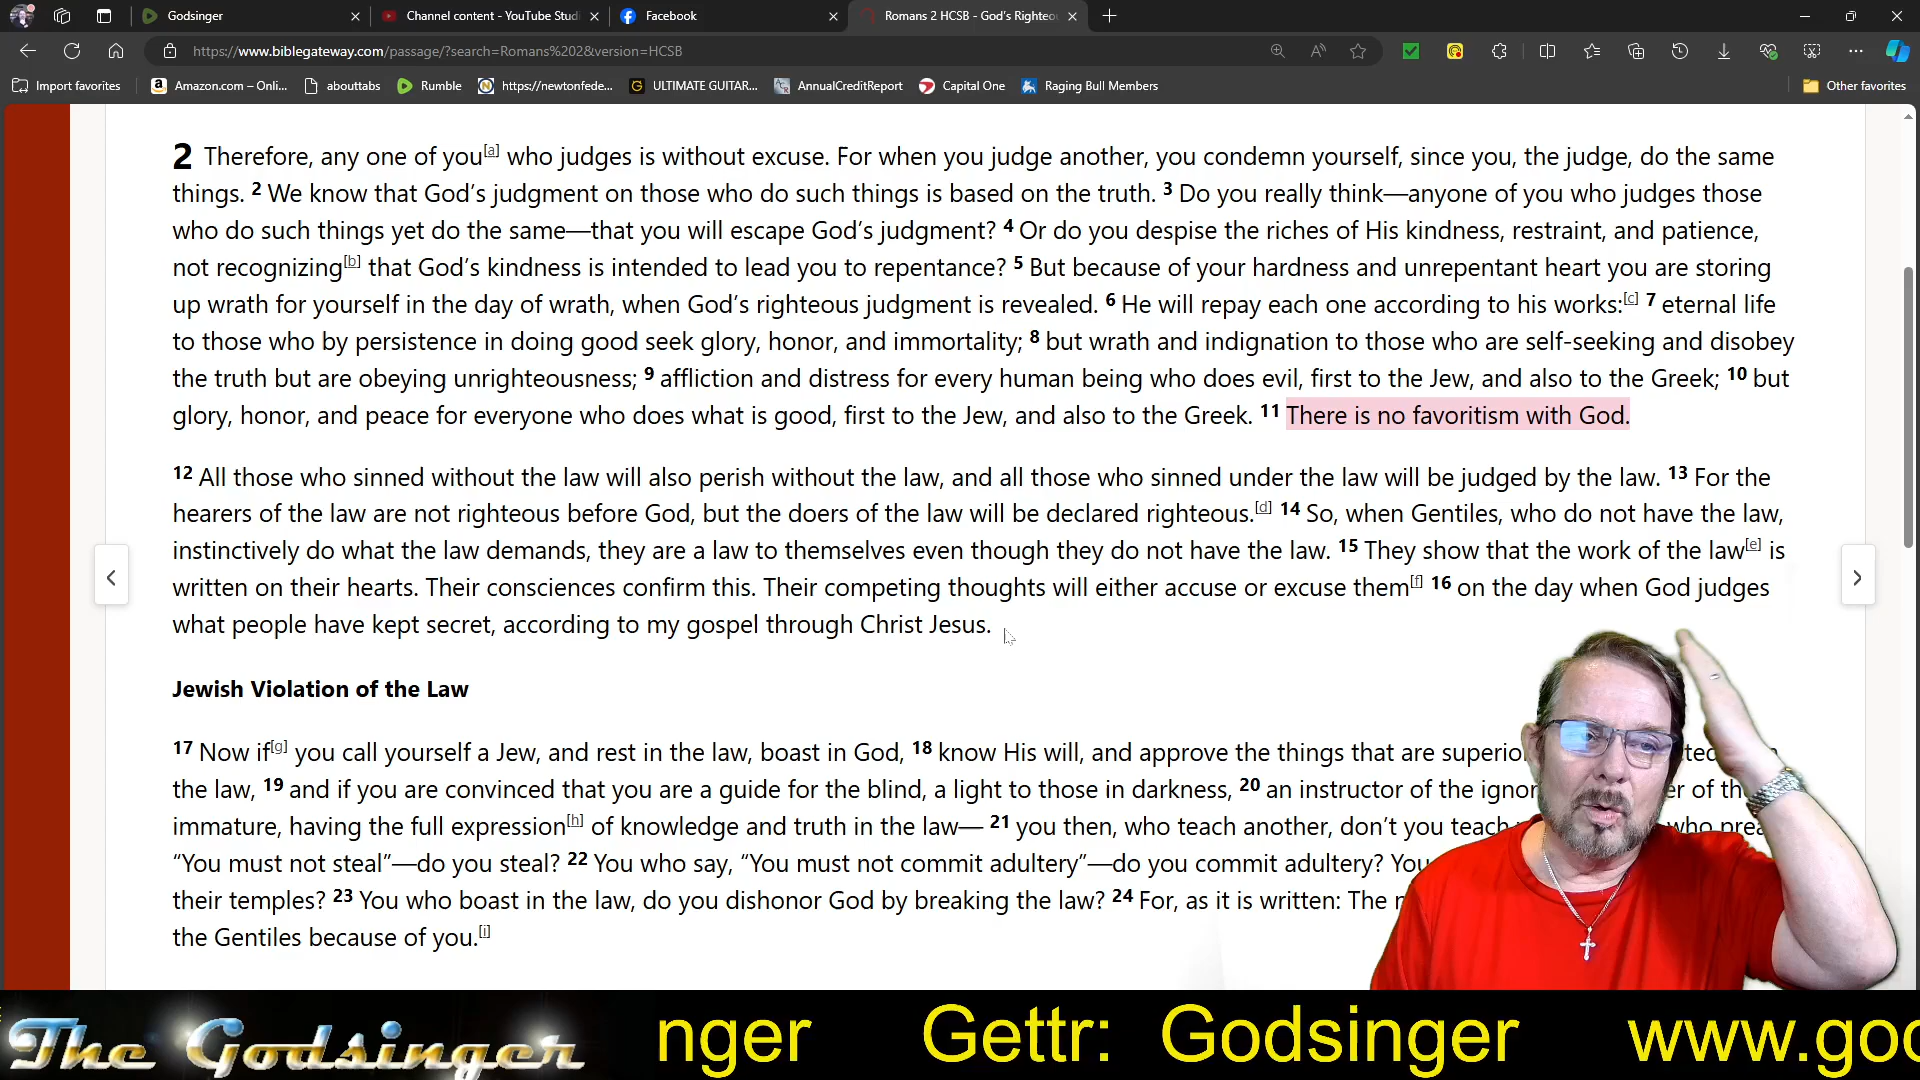 Godsinger
Channel content - YouTube Studi
Facebook
Romans 2 HCSB - God's Righteou
https://www.biblegateway.com/passage/?search=Romans%202&version=HCSB
Import favorites
Amazon.com – Onli...
abouttabs
Rumble
https://newtonfede...
ULTIMATE GUITAR...
AnnualCreditReport
Capital One
Raging Bull Members
Other favorites
2 Therefore, any one of you[a] who judges is without excuse. For when you judge another, you condemn yourself, since you, the judge, do the same
things. 2 We know that God's judgment on those who do such things is based on the truth. 3 Do you really think—anyone of you who judges those
who do such things yet do the same—that you will escape God's judgment? 4 Or do you despise the riches of His kindness, restraint, and patience,
not recognizing[b] that God's kindness is intended to lead you to repentance? 5 But because of your hardness and unrepentant heart you are storing
up wrath for yourself in the day of wrath, when God's righteous judgment is revealed. 6 He will repay each one according to his works:[c] 7 eternal life
to those who by persistence in doing good seek glory, honor, and immortality; 8 but wrath and indignation to those who are self-seeking and disobey
the truth but are obeying unrighteousness; 9 affliction and distress for every human being who does evil, first to the Jew, and also to the Greek; 10 but
glory, honor, and peace for everyone who does what is good, first to the Jew, and also to the Greek. 11 There is no favoritism with God.
12 All those who sinned without the law will also perish without the law, and all those who sinned under the law will be judged by the law. 13 For the
hearers of the law are not righteous before God, but the doers of the law will be declared righteous.[d] 14 So, when Gentiles, who do not have the law,
instinctively do what the law demands, they are a law to themselves even though they do not have the law. 15 They show that the work of the law[e] is
written on their hearts. Their consciences confirm this. Their competing thoughts will either accuse or excuse them[f] 16 on the day when God judges
what people have kept secret, according to my gospel through Christ Jesus.
Jewish Violation of the Law
17 Now if[g] you call yourself a Jew, and rest in the law, boast in God, 18 know His will, and approve the things that are superio
the law, 19 and if you are convinced that you are a guide for the blind, a light to those in darkness, 20 an instructor of the ignor er of th
immature, having the full expression[h] of knowledge and truth in the law— 21 you then, who teach another, don't you teach who prea
"You must not steal"—do you steal? 22 You who say, "You must not commit adultery"—do you commit adultery? You
their temples? 23 You who boast in the law, do you dishonor God by breaking the law? 24 For, as it is written: The
the Gentiles because of you.[i]
The Godsinger
nger Gettr: Godsinger www.goo